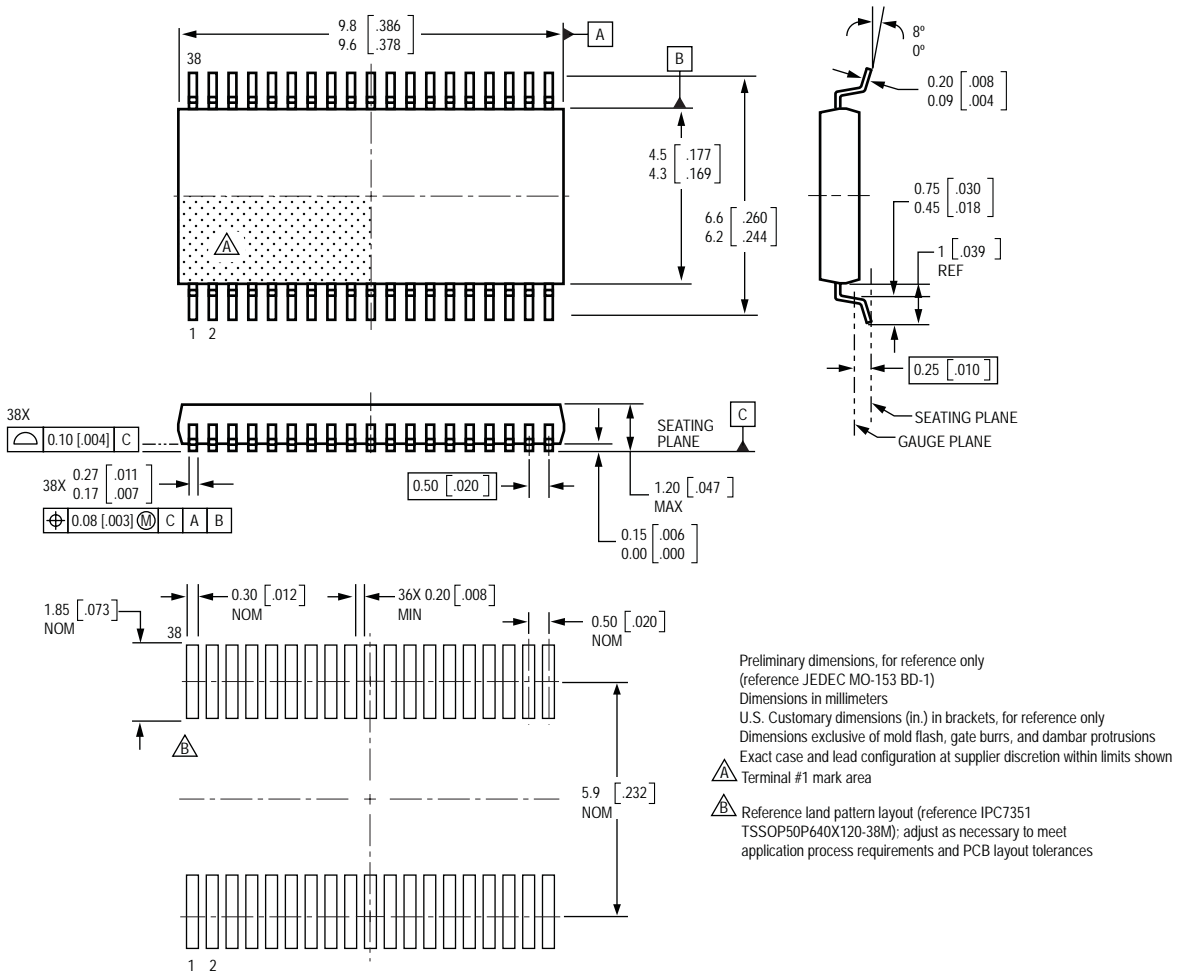 9.8 [.386]
9.6 [.378]
A
38
B
8º
0º
0.20 [.008]
0.09 [.004]
4.5 [.177]
4.3 [.169]
6.6 [.260]
6.2 [.244]
0.75 [.030]
0.45 [.018]
1 [.039]
REF
A
1 2
0.25 [.010]
SEATING PLANE
GAUGE PLANE
38X
0.10 [.004] C
SEATING
PLANE
C
38X 0.27 [.011]
0.17 [.007]
0.08 [.003] M C A B
0.50 [.020]
1.20 [.047]
MAX
0.15 [.006]
0.00 [.000]
1.85 [.073]
NOM
0.30 [.012]
NOM
36X 0.20 [.008]
MIN
0.50 [.020]
NOM
38
B
5.9 [.232]
NOM
1 2
Preliminary dimensions, for reference only
(reference JEDEC MO-153 BD-1)
Dimensions in millimeters
U.S. Customary dimensions (in.) in brackets, for reference only
Dimensions exclusive of mold flash, gate burrs, and dambar protrusions
Exact case and lead configuration at supplier discretion within limits shown
A Terminal #1 mark area
B Reference land pattern layout (reference IPC7351
TSSOP50P640X120-38M); adjust as necessary to meet
application process requirements and PCB layout tolerances